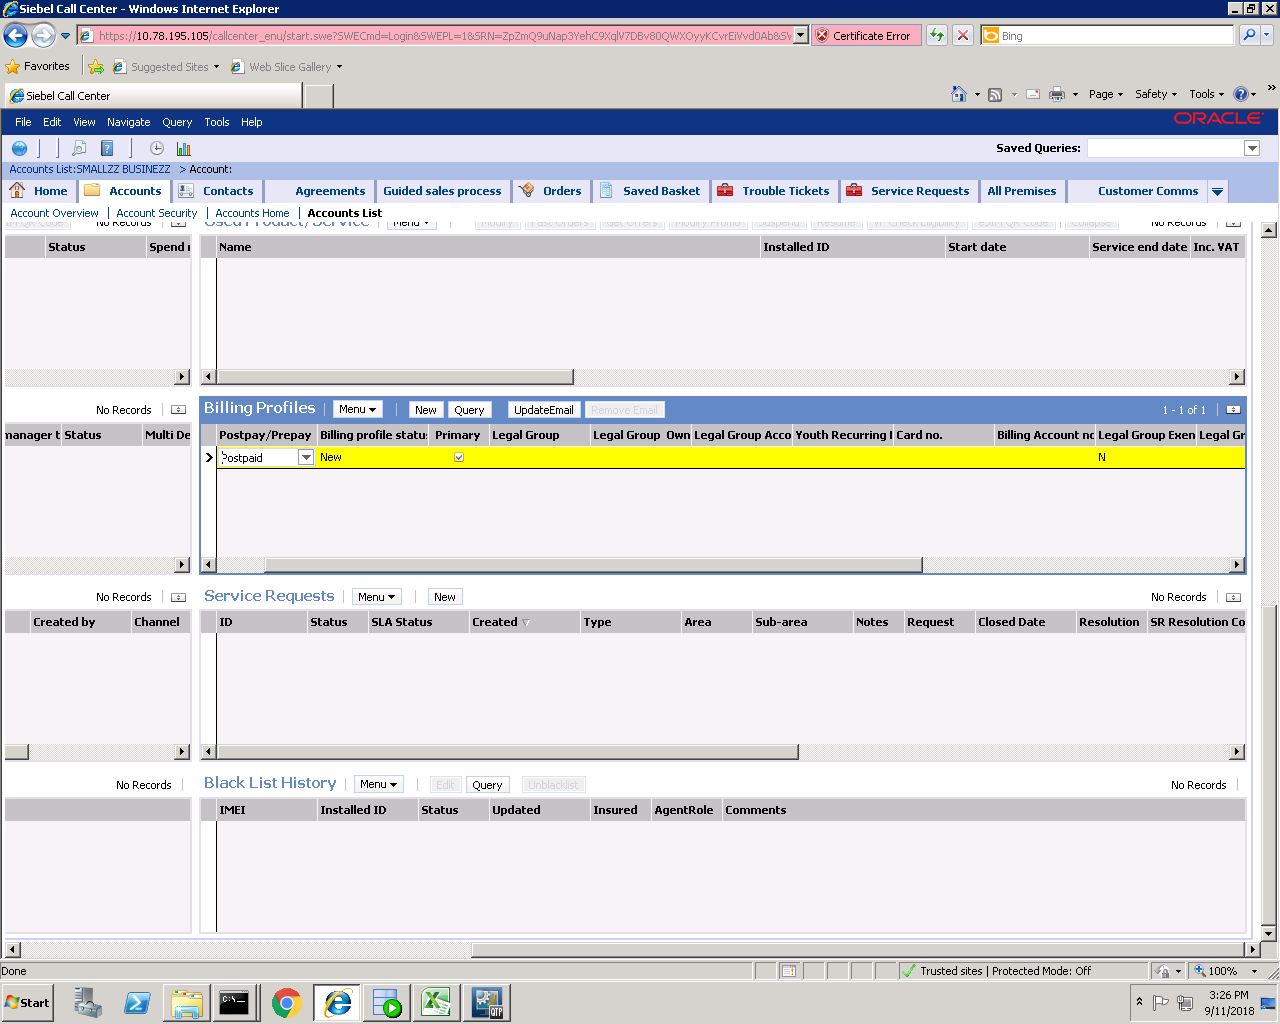 Siebel Call Center - Windows Internet Explorer
https://10.78.195.105/callcenter_enu/start.swe?SWECmd=Login&SWEPL=1&SRN=ZpZmQ9uNap3YehC9XqlV7DBv80QWXOyyKCvrEiVvd0Ab&SV
Certificate Error
Bing
Favorites
Suggested Sites
Web Slice Gallery
Siebel Call Center
Page
Safety
Tools
File Edit View Navigate Query Tools Help
ORACLE
Saved Queries:
Accounts List:SMALLZZ BUSINEZZ > Account:
Home
Accounts
Contacts
Agreements
Guided sales process
Orders
Saved Basket
Trouble Tickets
Service Requests
All Premises
Customer Comms
Account Overview | Account Security | Accounts Home | Accounts List
No Records
Used Product/Service
Menu
No Records
Status
Spend
Name
Installed ID
Start date
Service end date
Inc. VAT
No Records
Billing Profiles
Menu
New
Query
UpdateEmail
Remove Email
1 - 1 of 1
manager t
Status
Multi De
Postpay/Prepay
Billing profile statu
Primary
Legal Group
Legal Group Own
Legal Group Acco
Youth Recurring
Card no.
Billing Account no
Legal Group Exen
Legal Gr
Postpaid
New
N
No Records
Service Requests
Menu
New
No Records
Created by
Channel
ID
Status
SLA Status
Created
Type
Area
Sub-area
Notes
Request
Closed Date
Resolution
SR Resolution Co
No Records
Black List History
Menu
Edit
Query
Unblacklist
No Records
IMEI
Installed ID
Status
Updated
Insured
AgentRole
Comments
Done
Trusted sites | Protected Mode: Off
100%
Start
C:\
QTP
3:26 PM
9/11/2018